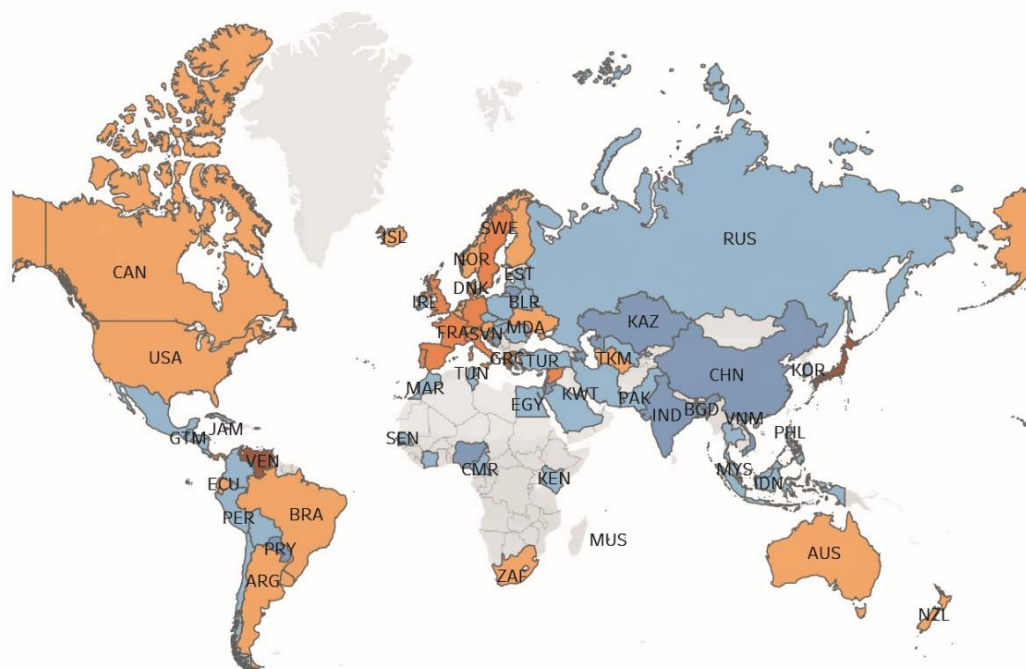 ISL
SWE
NOR
RUS
CAN
EST
DNK
IRL
BLR
KAZ
FRA
SVN
MDA
USA
GRC
TUR
TKM
KOR
TUN
CHN
MAR
KWT
PAK
EGY
IND
BGD
VNM
JAM
GTM
PHL
SEN
VEN
CMR
MYS
ECU
KEN
IDN
BRA
PER
MUS
PRY
AUS
ZAF
ARG
NZL